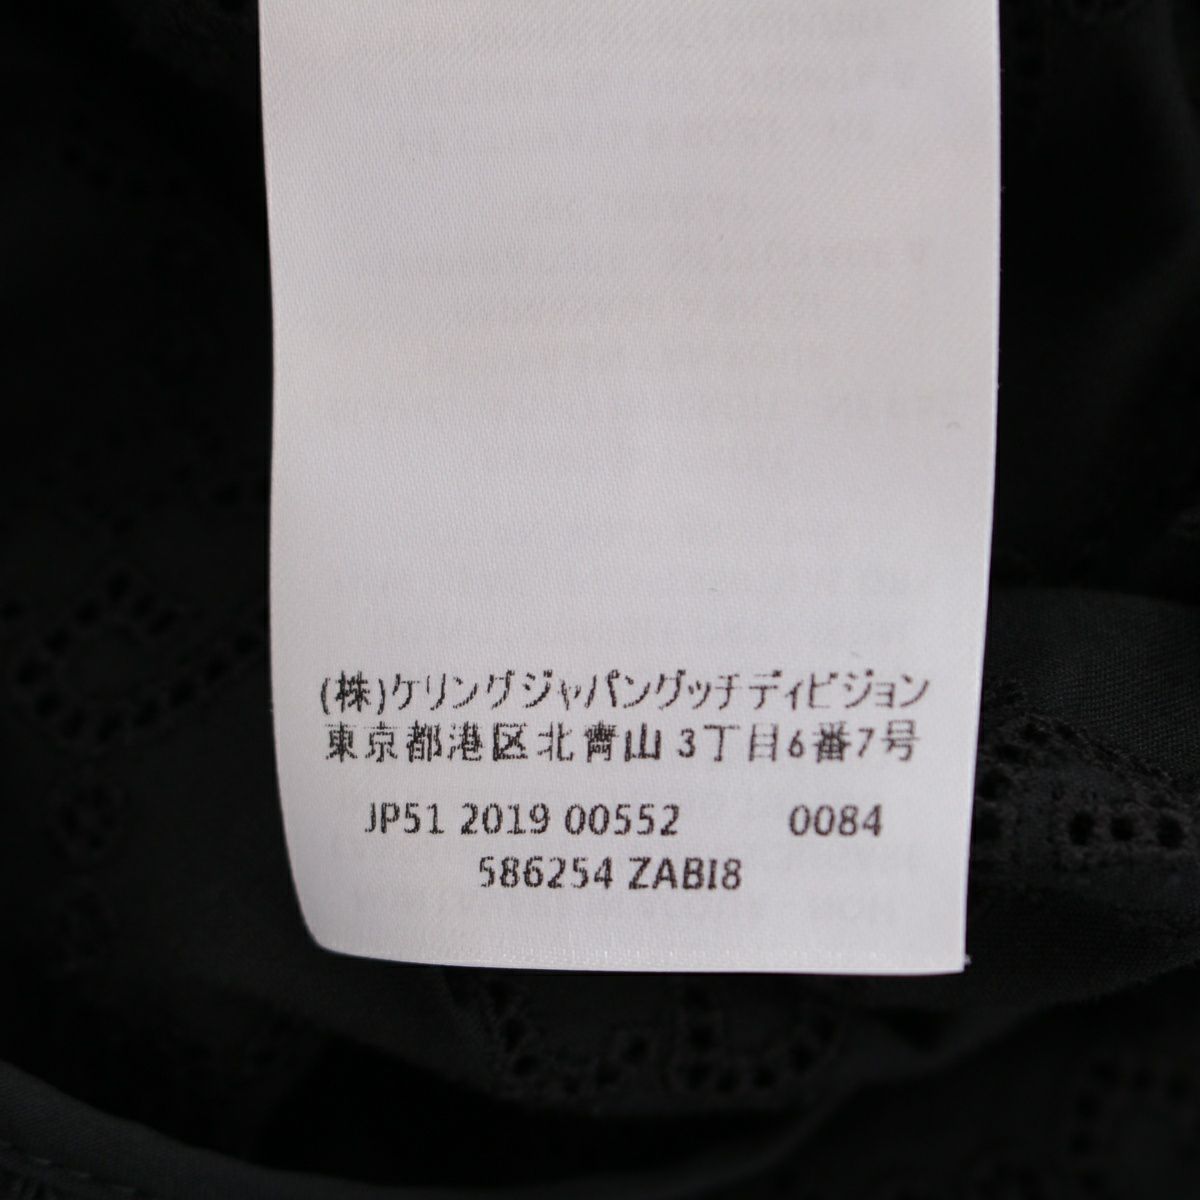 (株)ケリングジャパングッチディビジョン
東京都港区北青山 3丁目6番7号
JP51 2019 00552 0084
586254 ZABI8